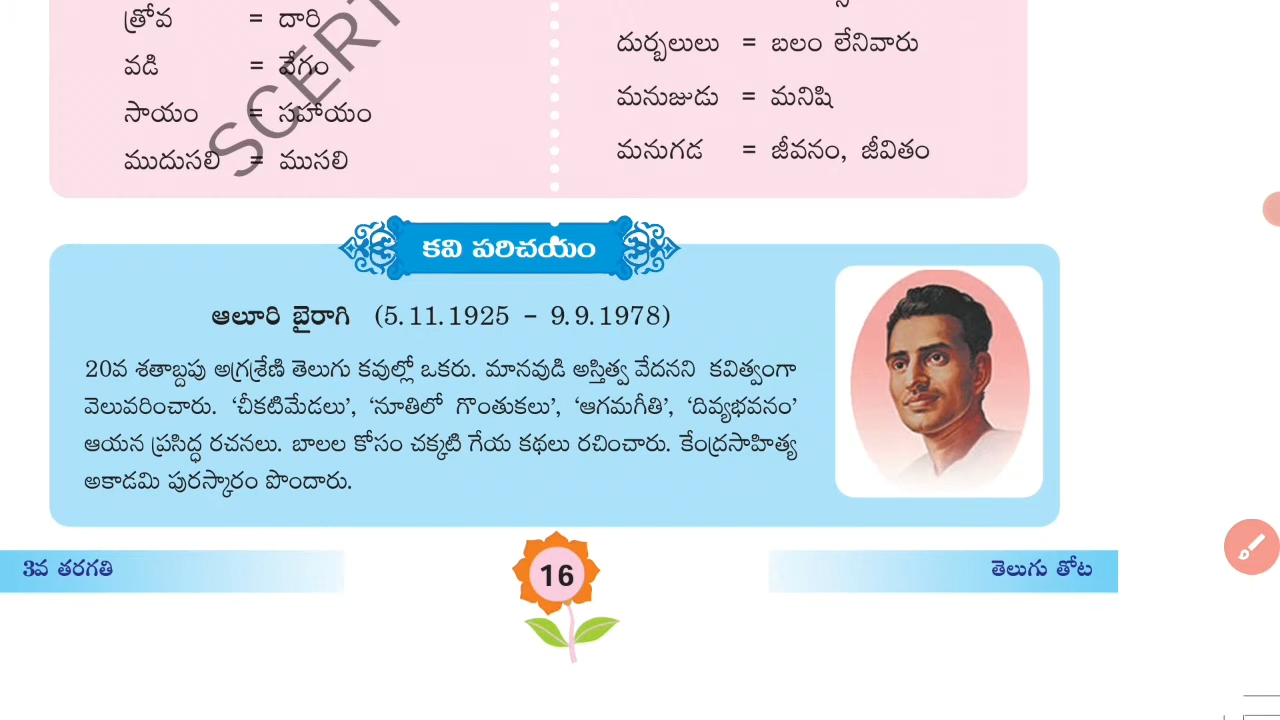 త్రోవ = దారి
వడి = వేగం
సాయం = సహాయం
ముదుసలి = ముసలి
దుర్బలులు = బలం లేనివారు
మనుజుడు = మనిషి
మనుగడ = జీవనం, జీవితం
SCERT
కవి పరిచయం
ఆలూరి బైరాగి (5.11.1925 - 9.9.1978)
20వ శతాబ్దపు అగ్రశ్రేణి తెలుగు కవుల్లో ఒకరు. మానవుడి అస్తిత్వ వేదనని కవిత్వంగా
వెలువరించారు. ‘చీకటిమేడలు’, ‘నూతిలో గొంతుకలు’, ‘ఆగమగీతి’, ‘దివ్యభవనం’
ఆయన ప్రసిద్ధ రచనలు. బాలల కోసం చక్కటి గేయ కథలు రచించారు. కేంద్రసాహిత్య
అకాడమి పురస్కారం పొందారు.
3వ తరగతి
16
తెలుగు తోట